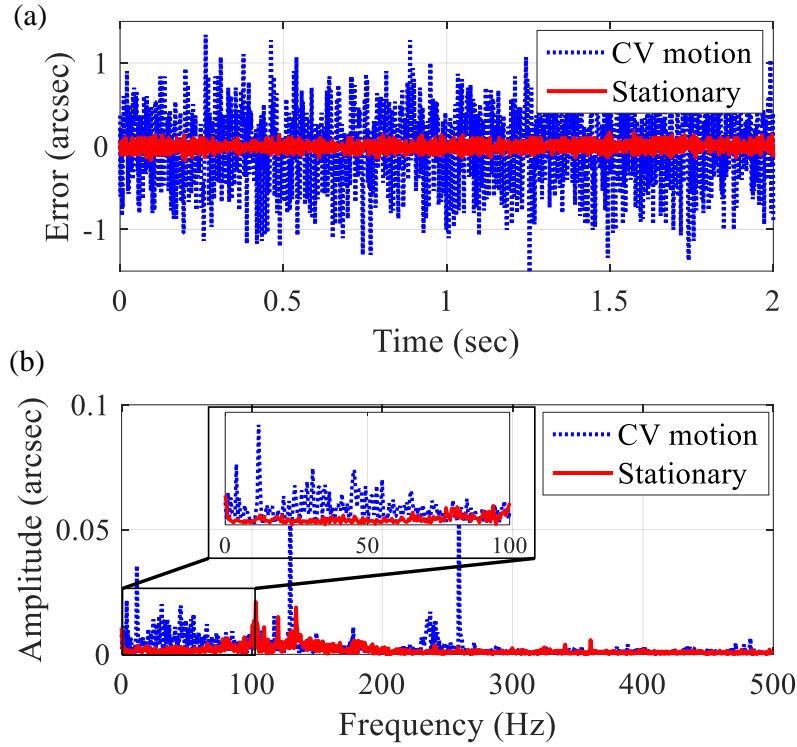 (a)
1
0
-1
Error (arcsec)
CV motion
Stationary
0
0.5
1
1.5
2
Time (sec)
(b)
0.1
0.05
0
Amplitude (arcsec)
CV motion
Stationary
0
50
100
0
100
200
300
400
500
Frequency (Hz)